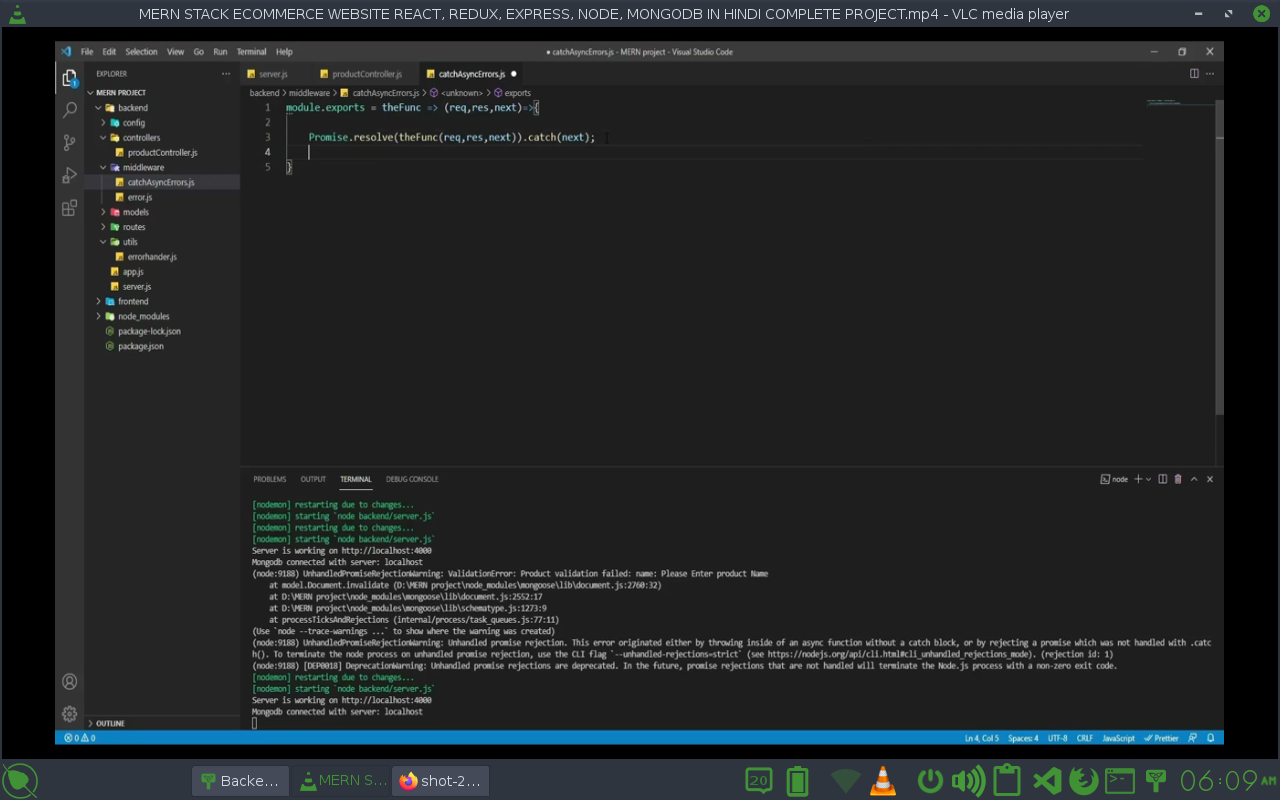 MERN STACK ECOMMERCE WEBSITE REACT, REDUX, EXPRESS, NODE, MONGODB IN HINDI COMPLETE PROJECT.mp4 - VLC media player
File Edit Selection View Go Run Terminal Help
● catchAsyncErrors.js - MERN project - Visual Studio Code
EXPLORER
MERN PROJECT
backend
config
controllers
productController.js
middleware
catchAsyncErrors.js
error.js
models
routes
utils
errorhander.js
app.js
server.js
frontend
node_modules
package-lock.json
package.json
OUTLINE
1
server.js productController.js catchAsyncErrors.js ●
backend > middleware > catchAsyncErrors.js > <unknown> > exports
1 module.exports = theFunc => (req,res,next)=>{
2
3 Promise.resolve(theFunc(req,res,next)).catch(next);
4
5 }
PROBLEMS OUTPUT TERMINAL DEBUG CONSOLE
node
[nodemon] restarting due to changes...
[nodemon] starting `node backend/server.js`
[nodemon] restarting due to changes...
[nodemon] starting `node backend/server.js`
Server is working on http://localhost:4000
Mongodb connected with server: localhost
(node:9188) UnhandledPromiseRejectionWarning: ValidationError: Product validation failed: name: Please Enter product Name
at model.Document.invalidate (D:\MERN project\node_modules\mongoose\lib\document.js:2760:32)
at D:\MERN project\node_modules\mongoose\lib\document.js:2552:17
at D:\MERN project\node_modules\mongoose\lib\schematype.js:1273:9
at processTicksAndRejections (internal/process/task_queues.js:77:11)
(Use `node --trace-warnings ...` to show where the warning was created)
(node:9188) UnhandledPromiseRejectionWarning: Unhandled promise rejection. This error originated either by throwing inside of an async function without a catch block, or by rejecting a promise which was not handled with .catc
h(). To terminate the node process on unhandled promise rejection, use the CLI flag `--unhandled-rejections=strict` (see https://nodejs.org/api/cli.html#cli_unhandled_rejections_mode). (rejection id: 1)
(node:9188) [DEP0018] DeprecationWarning: Unhandled promise rejections are deprecated. In the future, promise rejections that are not handled will terminate the Node.js process with a non-zero exit code.
[nodemon] restarting due to changes...
[nodemon] starting `node backend/server.js`
Server is working on http://localhost:4000
Mongodb connected with server: localhost
0 0
Ln 4, Col 5 Spaces: 4 UTF-8 CRLF JavaScript Prettier
Backe... MERN S... shot-2...
20
06:09 AM